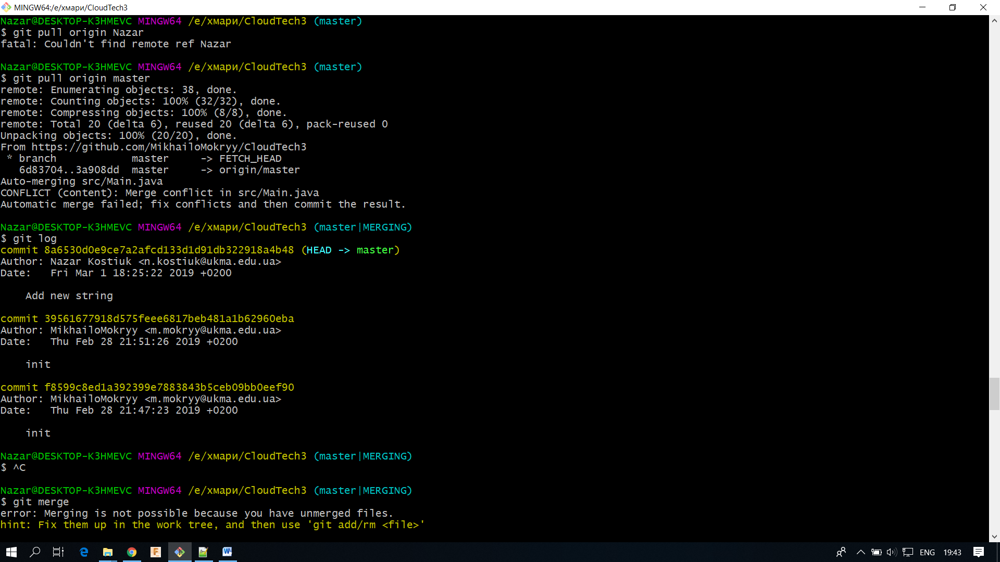 MINGW64:/e/хмари/CloudTech3
Nazar@DESKTOP-K3HMEVC MINGW64 /e/хмари/CloudTech3 (master)
$ git pull origin Nazar
fatal: Couldn't find remote ref Nazar
Nazar@DESKTOP-K3HMEVC MINGW64 /e/хмари/CloudTech3 (master)
$ git pull origin master
remote: Enumerating objects: 38, done.
remote: Counting objects: 100% (32/32), done.
remote: Compressing objects: 100% (8/8), done.
remote: Total 20 (delta 6), reused 20 (delta 6), pack-reused 0
Unpacking objects: 100% (20/20), done.
From https://github.com/MikhailoMokryy/CloudTech3
 * branch            master     -> FETCH_HEAD
   6d83704..3a908dd  master     -> origin/master
Auto-merging src/Main.java
CONFLICT (content): Merge conflict in src/Main.java
Automatic merge failed; fix conflicts and then commit the result.
Nazar@DESKTOP-K3HMEVC MINGW64 /e/хмари/CloudTech3 (master|MERGING)
$ git log
commit 8a6530d0e9ce7a2afcd133d1d91db322918a4b48 (HEAD -> master)
Author: Nazar Kostiuk <n.kostiuk@ukma.edu.ua>
Date:   Fri Mar 1 18:25:22 2019 +0200
    Add new string
commit 39561677918d575feee6817beb481a1b62960eba
Author: MikhailoMokryy <m.mokryy@ukma.edu.ua>
Date:   Thu Feb 28 21:51:26 2019 +0200
    init
commit f8599c8ed1a392399e7883843b5ceb09bb0eef90
Author: MikhailoMokryy <m.mokryy@ukma.edu.ua>
Date:   Thu Feb 28 21:47:23 2019 +0200
    init
Nazar@DESKTOP-K3HMEVC MINGW64 /e/хмари/CloudTech3 (master|MERGING)
$ ^C
Nazar@DESKTOP-K3HMEVC MINGW64 /e/хмари/CloudTech3 (master|MERGING)
$ git merge
error: Merging is not possible because you have unmerged files.
hint: Fix them up in the work tree, and then use 'git add/rm <file>'
ENG 19:43